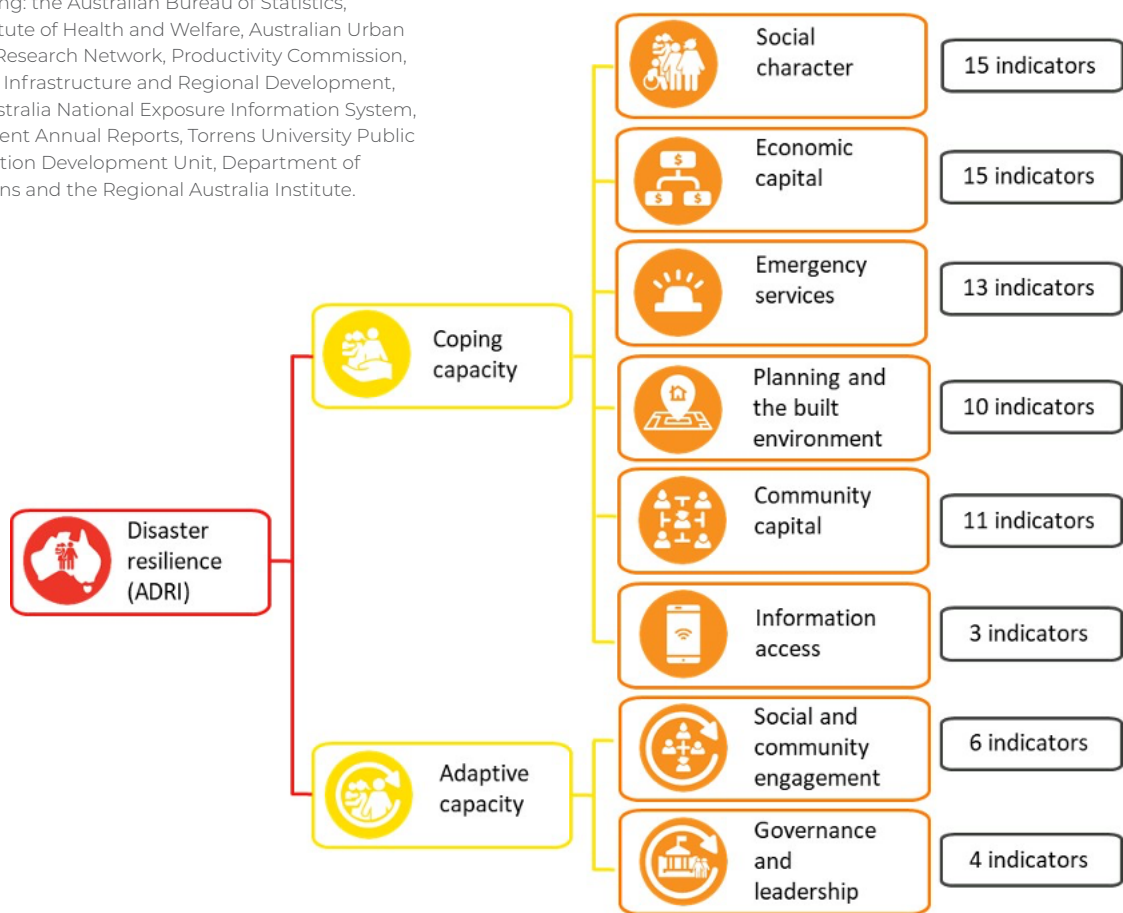 ng: the Australian Bureau of Statistics,
tute of Health and Welfare, Australian Urban
Research Network, Productivity Commission,
Infrastructure and Regional Development,
stralia National Exposure Information System,
ent Annual Reports, Torrens University Public
tion Development Unit, Department of
ns and the Regional Australia Institute.
Social
character
15 indicators
Economic
capital
15 indicators
Emergency
services
13 indicators
Coping
capacity
Planning and
the built
environment
10 indicators
Community
capital
11 indicators
Disaster
resilience
(ADRI)
Information
access
3 indicators
Adaptive
capacity
Social and
community
engagement
6 indicators
Governance
and
leadership
4 indicators